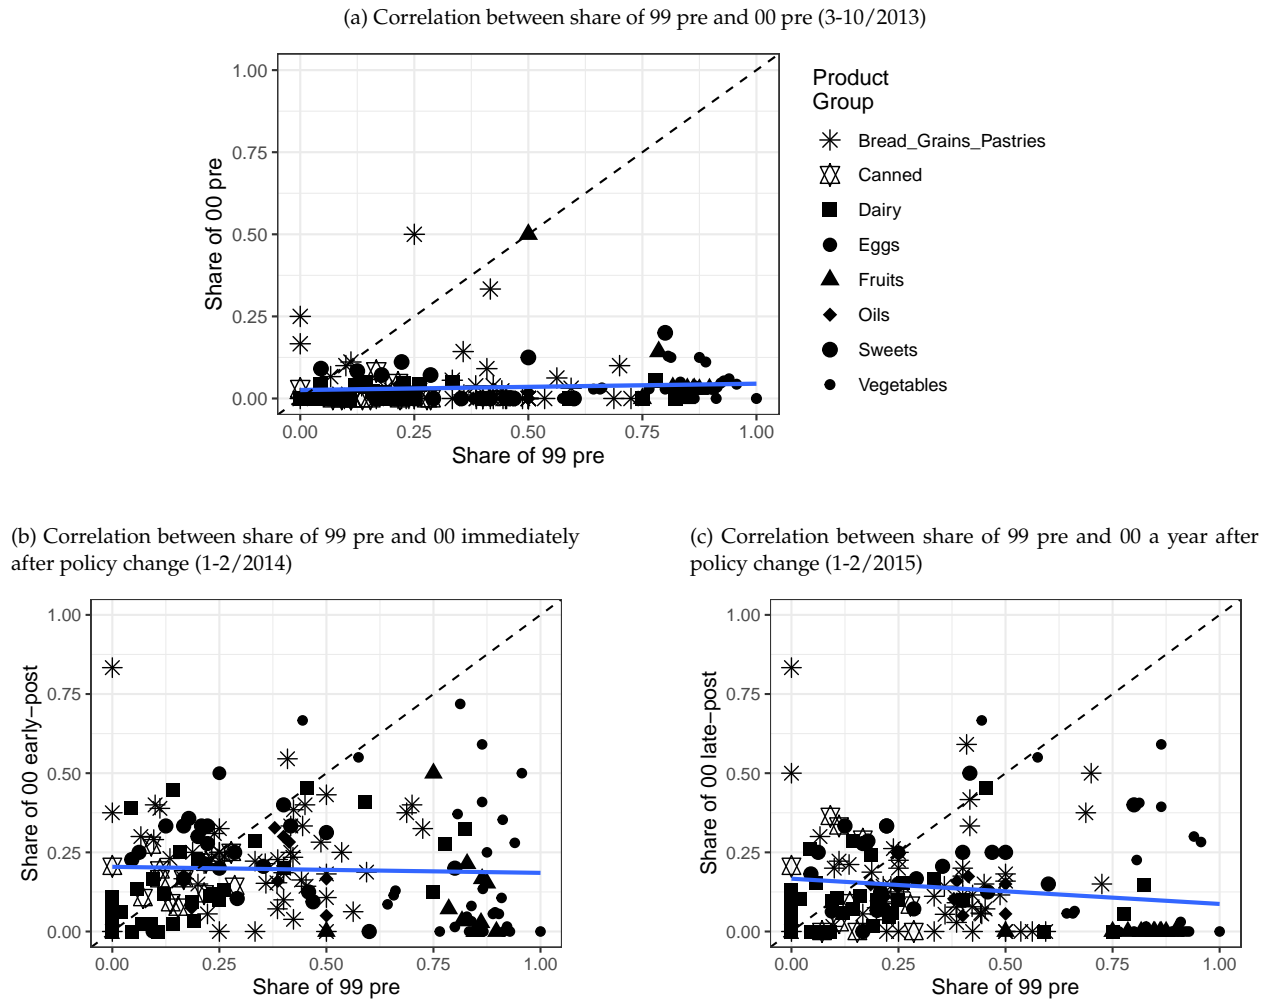 (a) Correlation between share of 99 pre and 00 pre (3-10/2013)
1.00
0.75
0.50
0.25
0.00
Share of 00 pre
0.00 0.25 0.50 0.75 1.00
Share of 99 pre
Product
Group
Bread_Grains_Pastries
Canned
Dairy
Eggs
Fruits
Oils
Sweets
Vegetables
(b) Correlation between share of 99 pre and 00 immediately
after policy change (1-2/2014)
1.00
0.75
0.50
0.25
0.00
Share of 00 early−post
0.00 0.25 0.50 0.75 1.00
Share of 99 pre
(c) Correlation between share of 99 pre and 00 a year after
policy change (1-2/2015)
1.00
0.75
0.50
0.25
0.00
Share of 00 late−post
0.00 0.25 0.50 0.75 1.00
Share of 99 pre